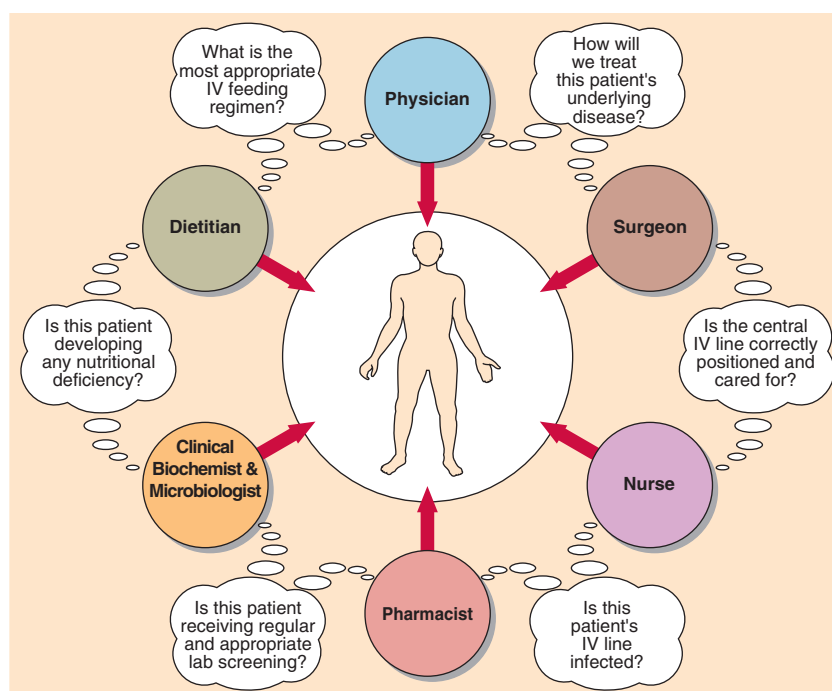 What is the
most appropriate
IV feeding
regimen?
Physician
How will
we treat
this patient's
underlying
disease?
Dietitian
Surgeon
Is this patient
developing
any nutritional
deficiency?
Is the central
IV line correctly
positioned and
cared for?
Clinical
Biochemist &
Microbiologist
Nurse
Is this patient
receiving regular
and appropriate
lab screening?
Pharmacist
Is this
patient's
IV line
infected?